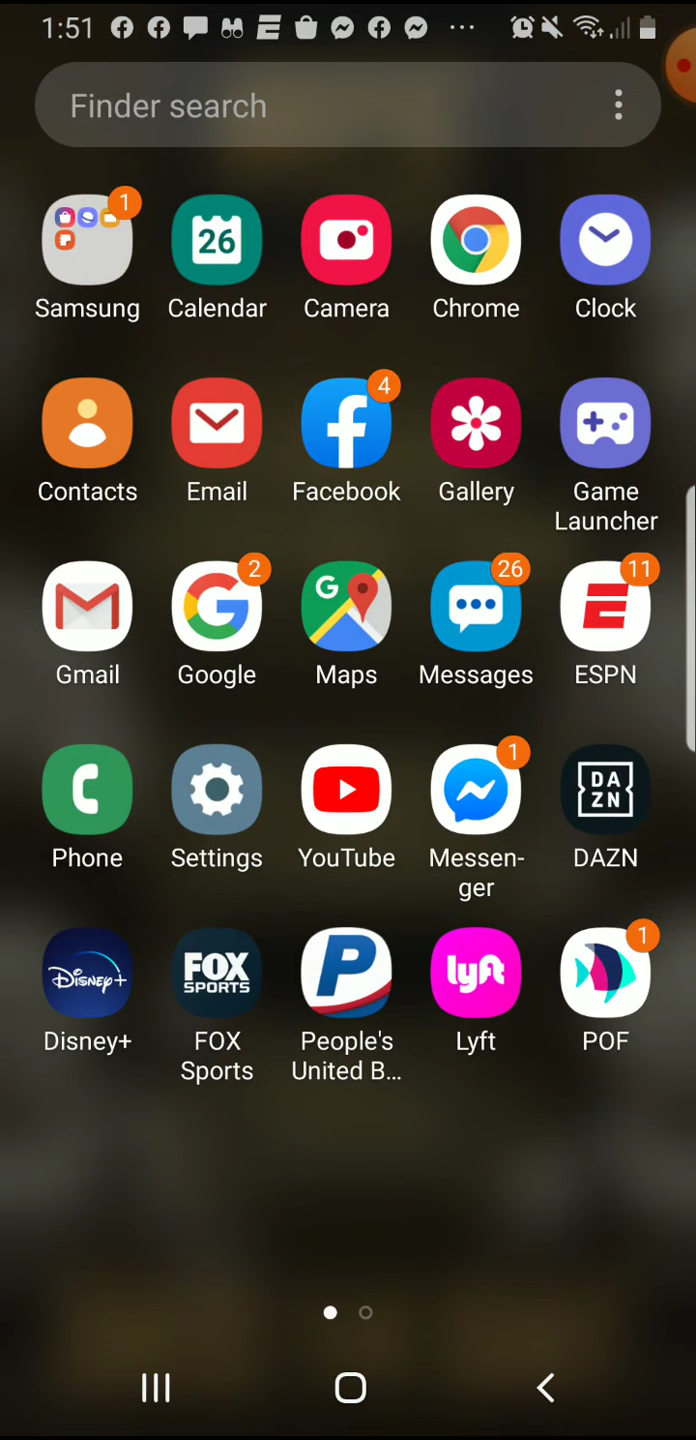 1:51
Finder search
1
26
Samsung
Calendar
Camera
Chrome
Clock
4
Contacts
Email
Facebook
Gallery
Game
Launcher
2
26
11
G
Gmail
Google
Maps
Messages
ESPN
1
DA
ZN
Phone
Settings
YouTube
Messen-
ger
DAZN
1
Disney+
FOX
SPORTS
P
lyft
Disney+
FOX
Sports
People's
United B...
Lyft
POF